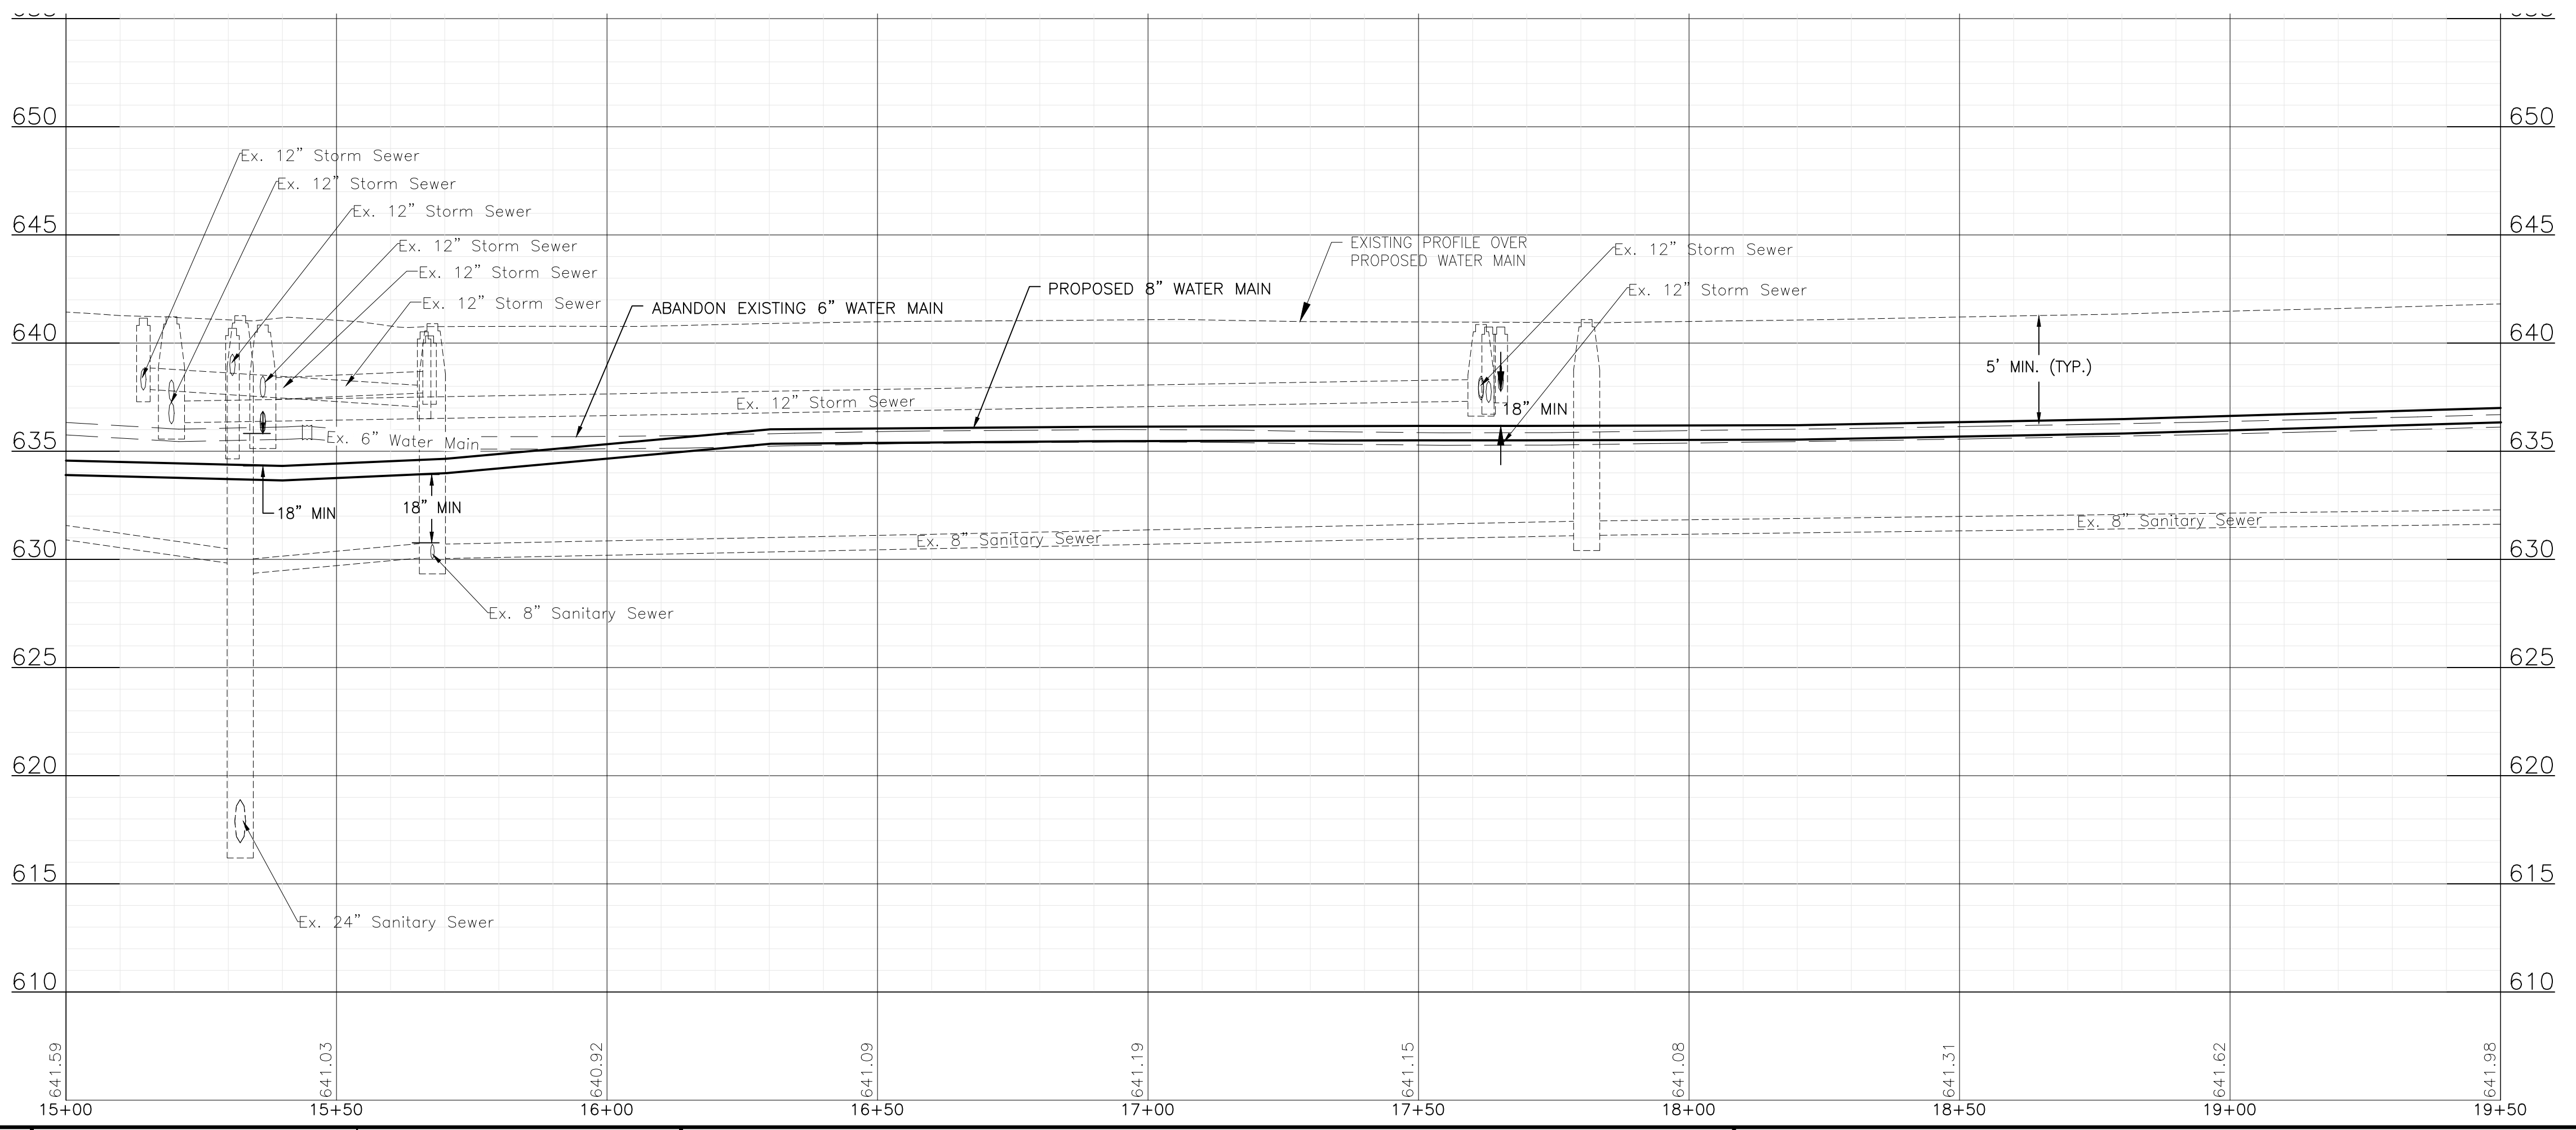 650 650
Ex. 12” Storm Sewer
Ex. 12” Storm Sewer
Ex. 12” Storm Sewer
645 645
Ex. 12” Storm Sewer
EXISTING PROFILE OVER
PROPOSED WATER MAIN
Ex. 12” Storm Sewer
Ex. 12” Storm Sewer
PROPOSED 8” WATER MAIN
Ex. 12” Storm Sewer
Ex. 12” Storm Sewer
ABANDON EXISTING 6” WATER MAIN
640 640
5’ MIN. (TYP.)
Ex. 12” Storm Sewer
18” MIN
635 635
Ex. 6” Water Main
18” MIN
18” MIN
Ex. 8” Sanitary Sewer
Ex. 8” Sanitary Sewer
630 630
Ex. 8” Sanitary Sewer
625 625
620 620
615 615
Ex. 24” Sanitary Sewer
610 610
641.59 641.03 640.92 641.09 641.19 641.15 641.08 641.31 641.62 641.98
15+00 15+50 16+00 16+50 17+00 17+50 18+00 18+50 19+00 19+50